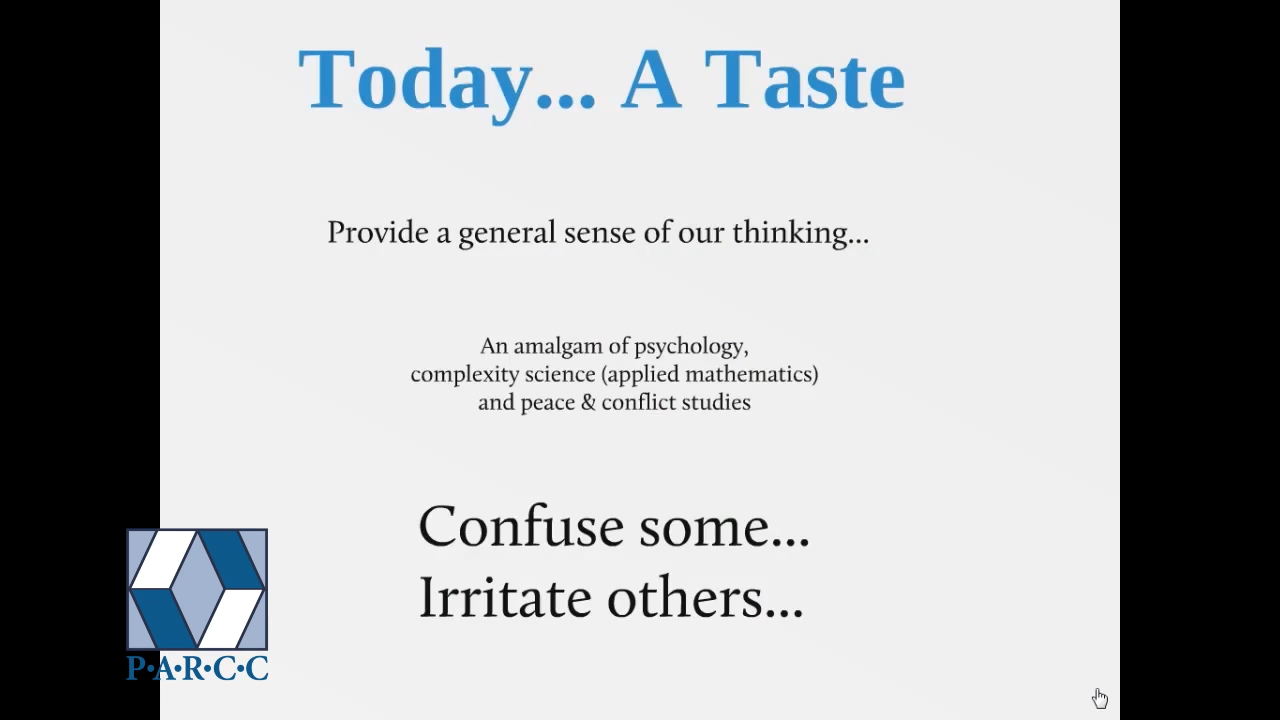 Today... A Taste
Provide a general sense of our thinking...
An amalgam of psychology,
complexity science (applied mathematics)
and peace & conflict studies
Confuse some...
Irritate others...
P·A·R·C·C